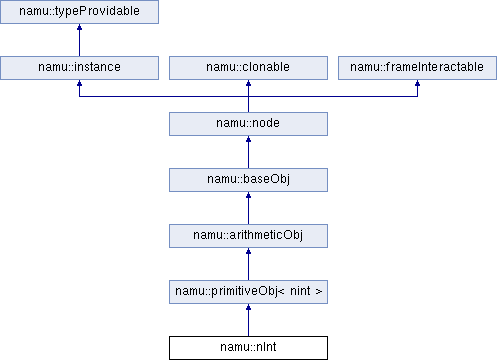 namu::typeProvidable
namu::instance namu::clonable namu::frameInteractable
namu::node
namu::baseObj
namu::arithmeticObj
namu::primitiveObj< nint >
namu::nInt